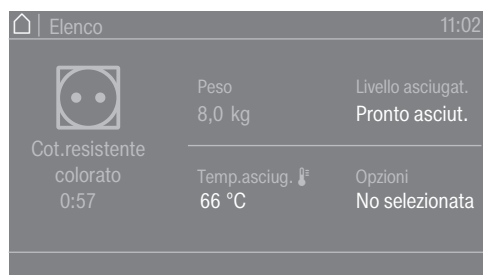 Elenco 11:02
Peso
8,0 kg
Livello asciugat.
Pronto asciut.
Cot.resistente
colorato
0:57
Temp.asciug.
66 °C
Opzioni
No selezionata